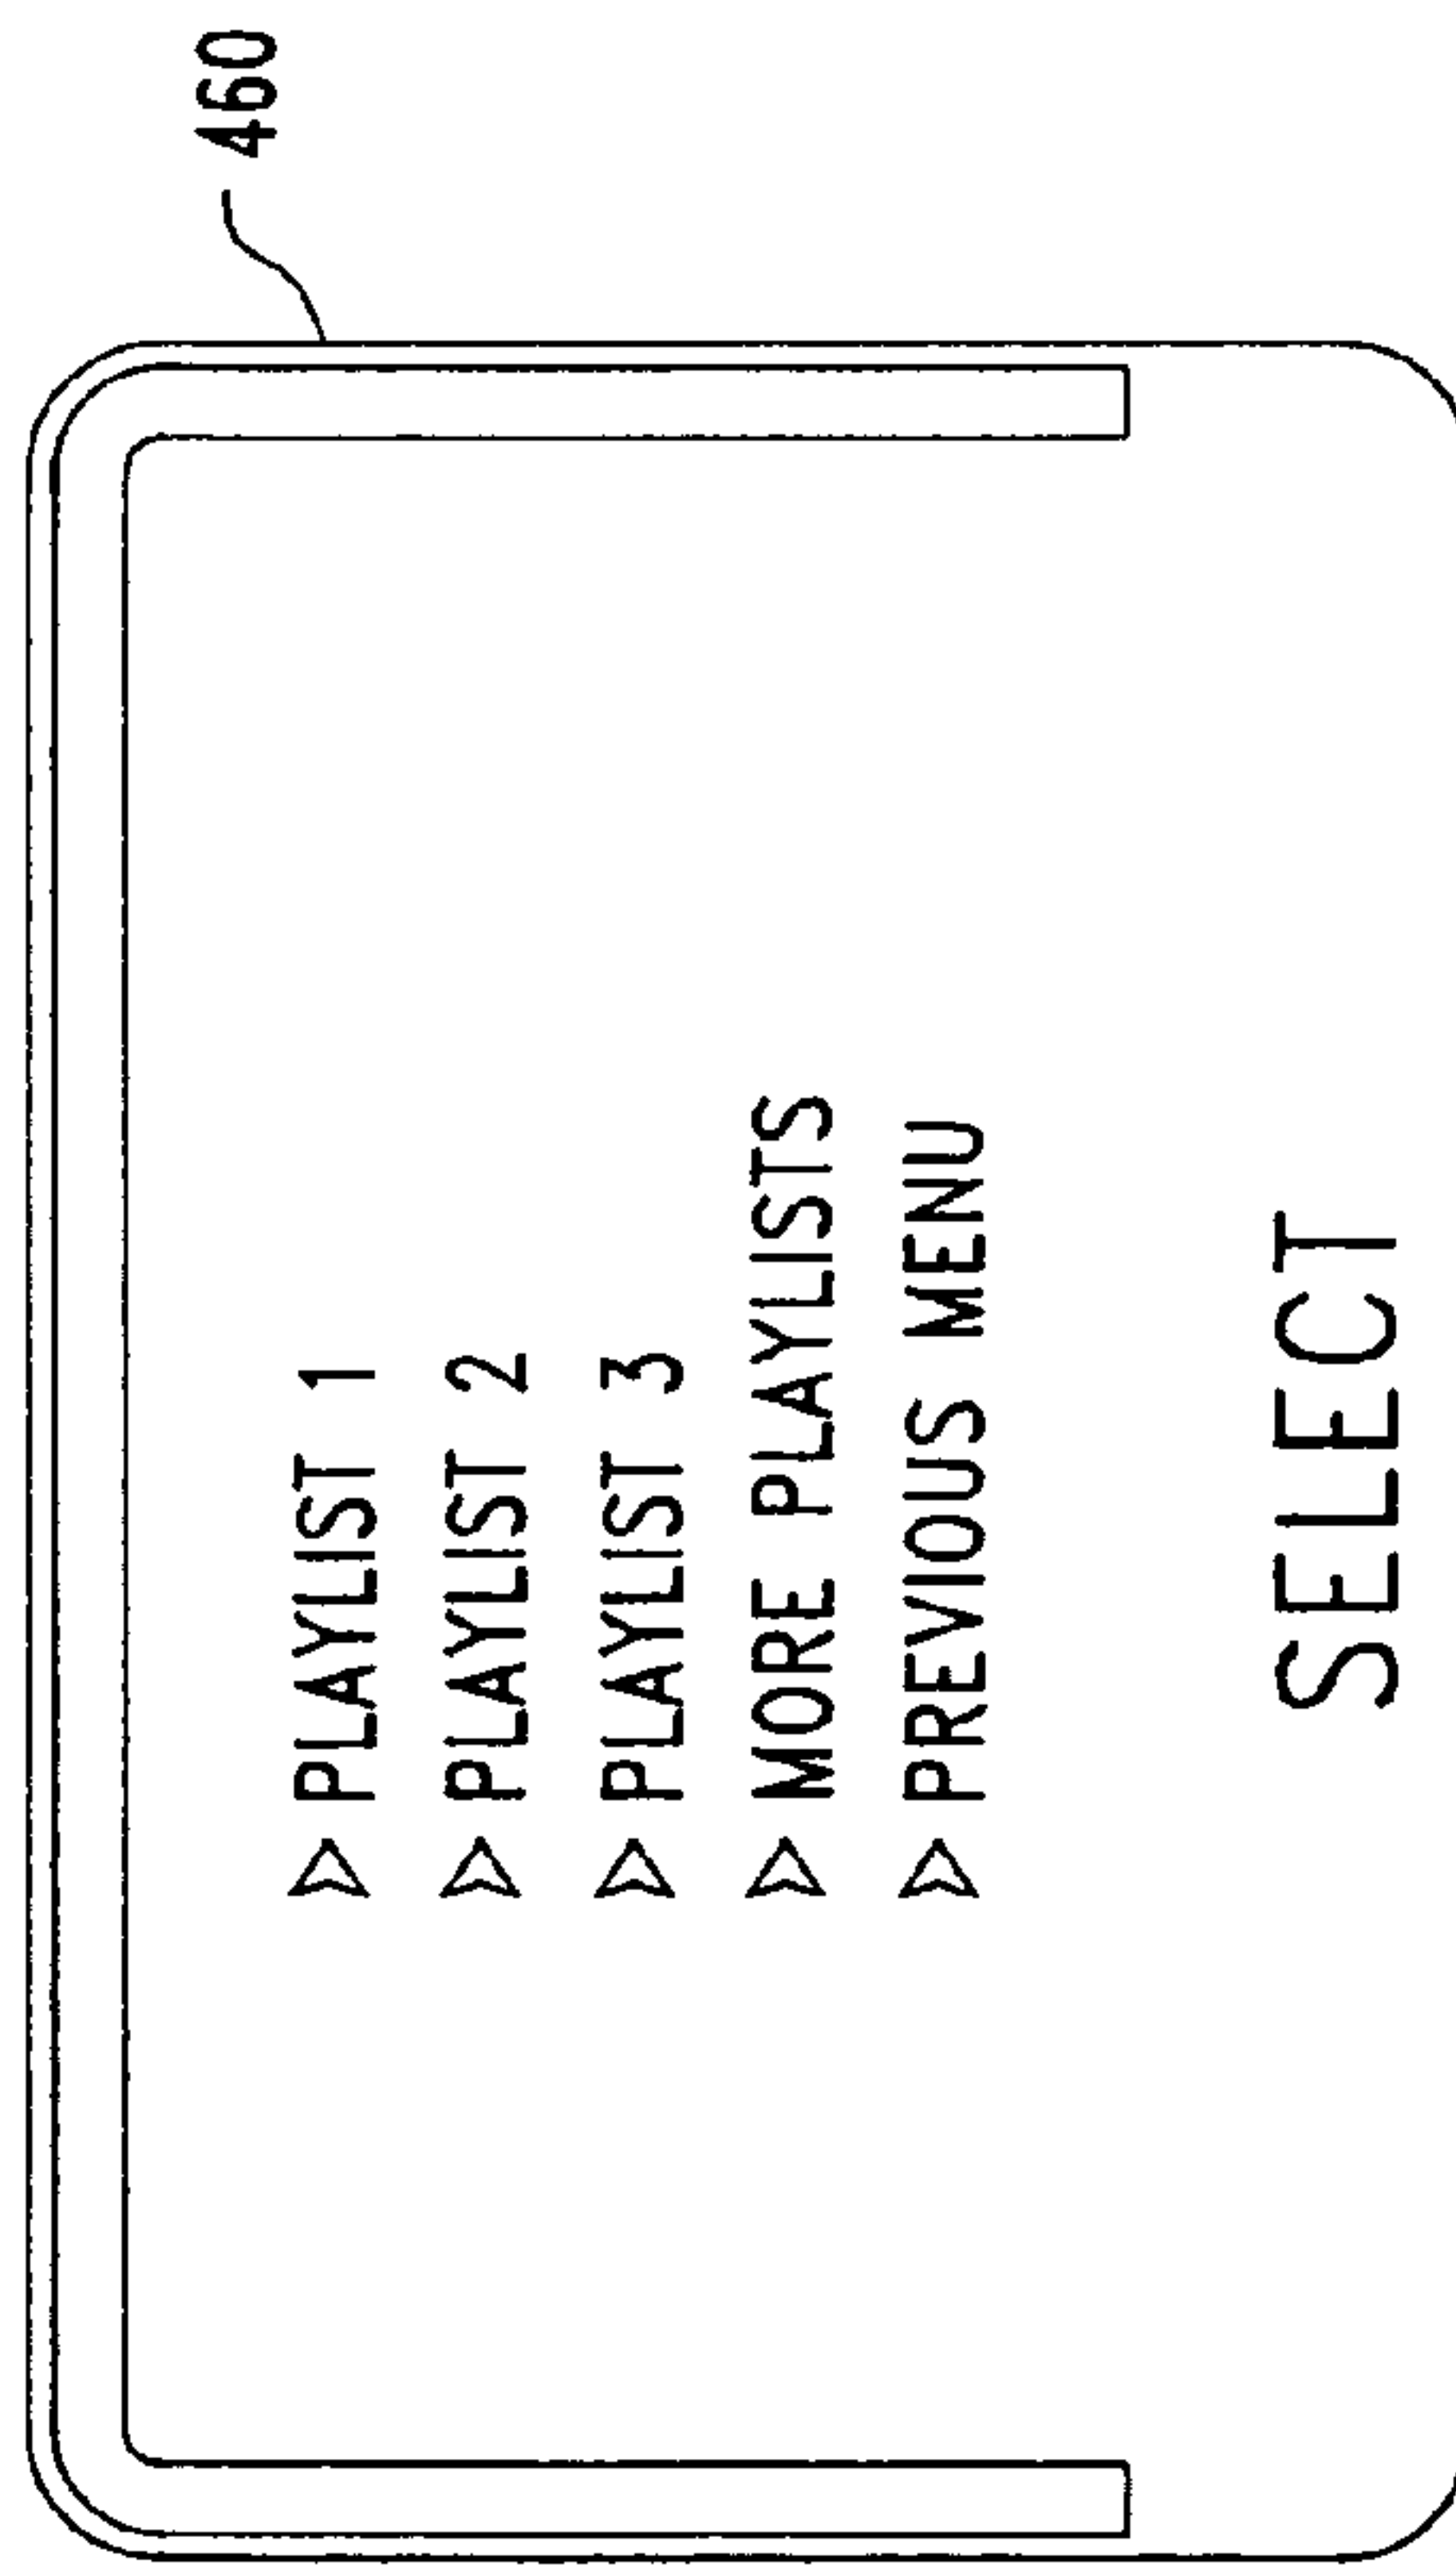 460
➢ PLAYLIST 1
➢ PLAYLIST 2
➢ PLAYLIST 3
➢ MORE PLAYLISTS
➢ PREVIOUS MENU
SELECT